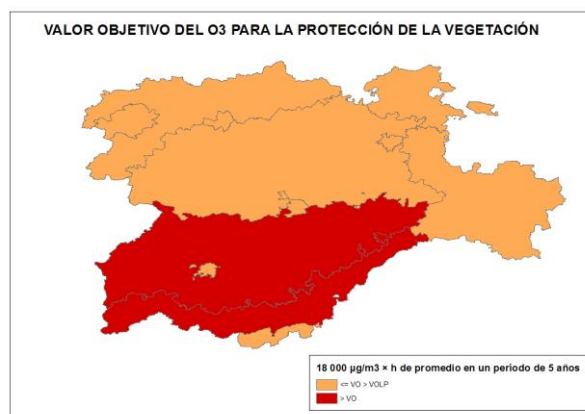 VALOR OBJETIVO DEL O3 PARA LA PROTECCIÓN DE LA VEGETACIÓN
18 000 µg/m3 × h de promedio en un periodo de 5 años
<= VO > VOLP
> VO